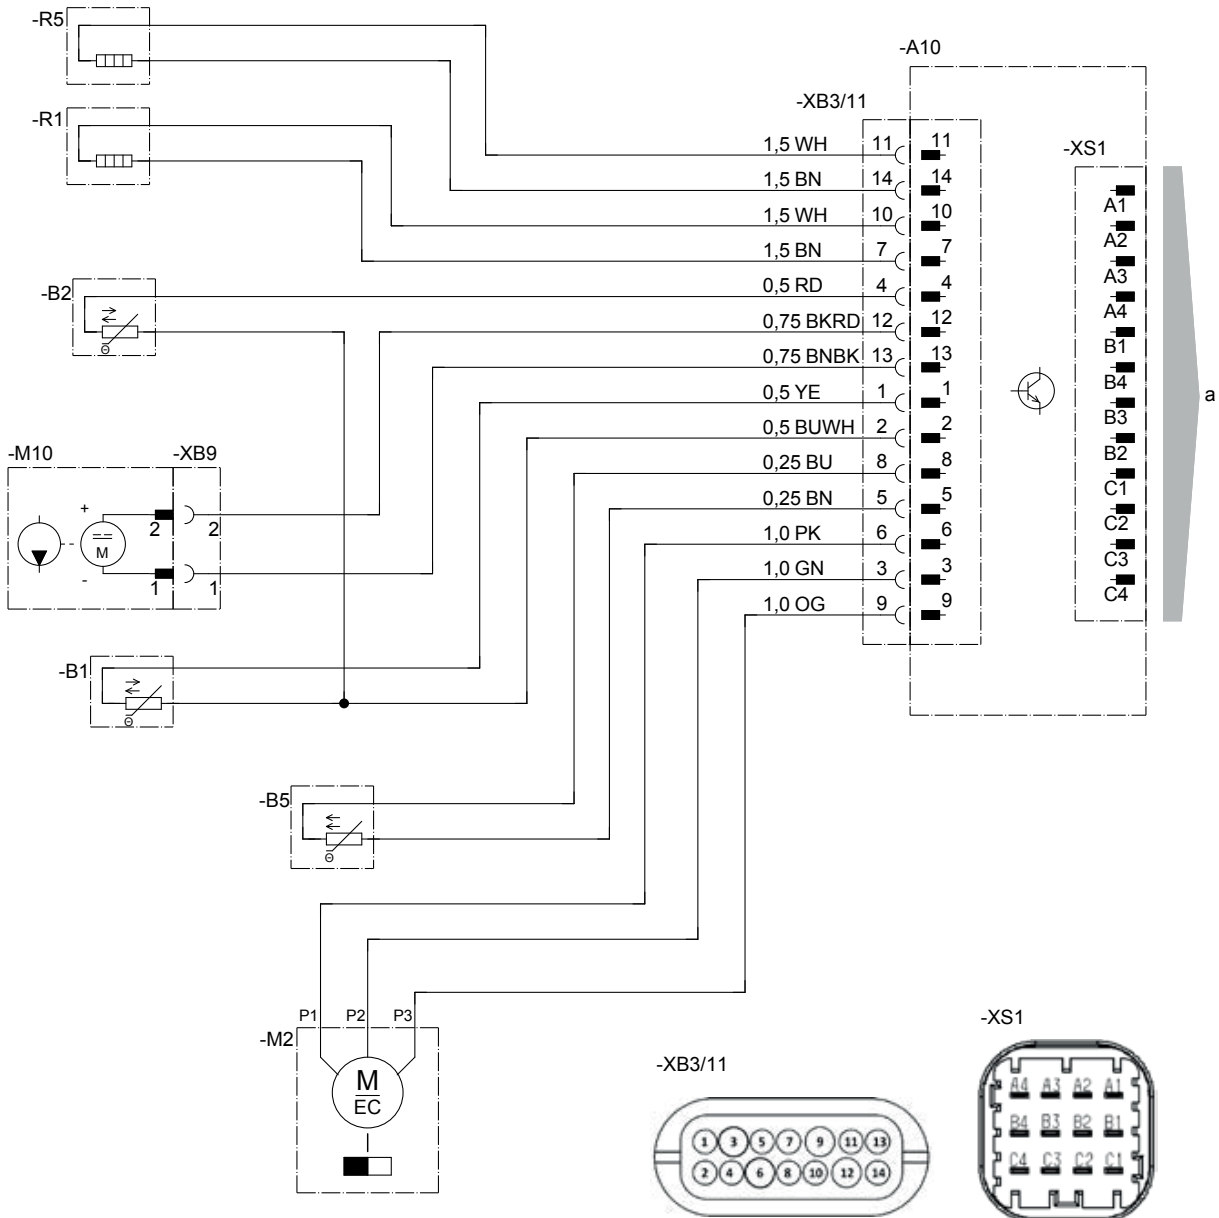 -R5
-A10
-XB3/11
-R1
-XS1
1,5 WH 11 11
1,5 BN 14 14
1,5 WH 10 10
1,5 BN 7 7
-B2
0,5 RD 4 4
0,75 BKRD 12 12
0,75 BNBK 13 13
0,5 YE 1 1
0,5 BUWH 2 2
0,25 BU 8 8
0,25 BN 5 5
1,0 PK 6 6
1,0 GN 3 3
1,0 OG 9 9
A1
A2
A3
A4
B1
B4
B3
B2
C1
C2
C3
C4
a
Θ
-M10 -XB9
+
M
-
2 2
1 1
-B1
Θ
-B5
Θ
P1 P2 P3
-M2
M
EC
-XB3/11
1 3 5 7 9 11 13
2 4 6 8 10 12 14
-XS1
A4 A3 A2 A1
B4 B3 B2 B1
C4 C3 C2 C1